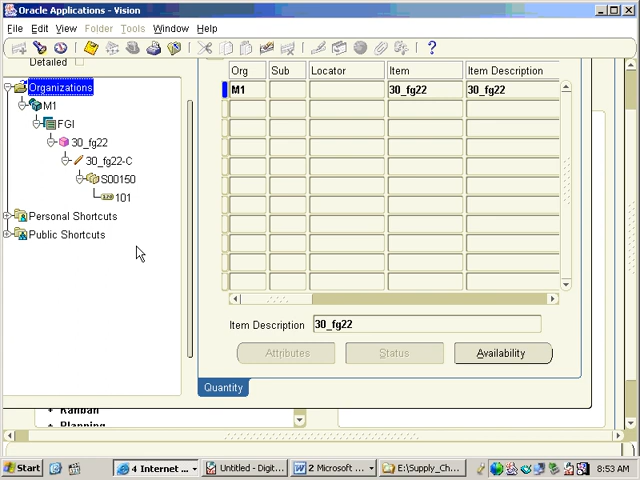 Oracle Applications - Vision
File Edit View Folder Tools Window Help
Detailed
Organizations
M1
FGI
30_fg22
30_fg22-C
S00150
101
Personal Shortcuts
Public Shortcuts
Org Sub Locator Item Item Description
M1 30_fg22 30_fg22
Item Description 30_fg22
Attributes Status Availability
Quantity
Kanban
Planning
Start 4 Internet ... Untitled - Digit... 2 Microsoft ... E:\Supply_Ch... 8:53 AM